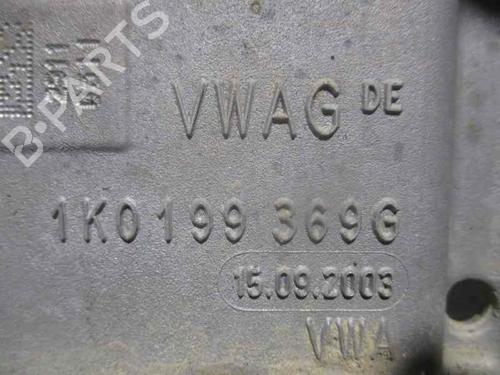 VWAG DE
1K0 199 369G
15.09.2003
VWA
B-PARTS